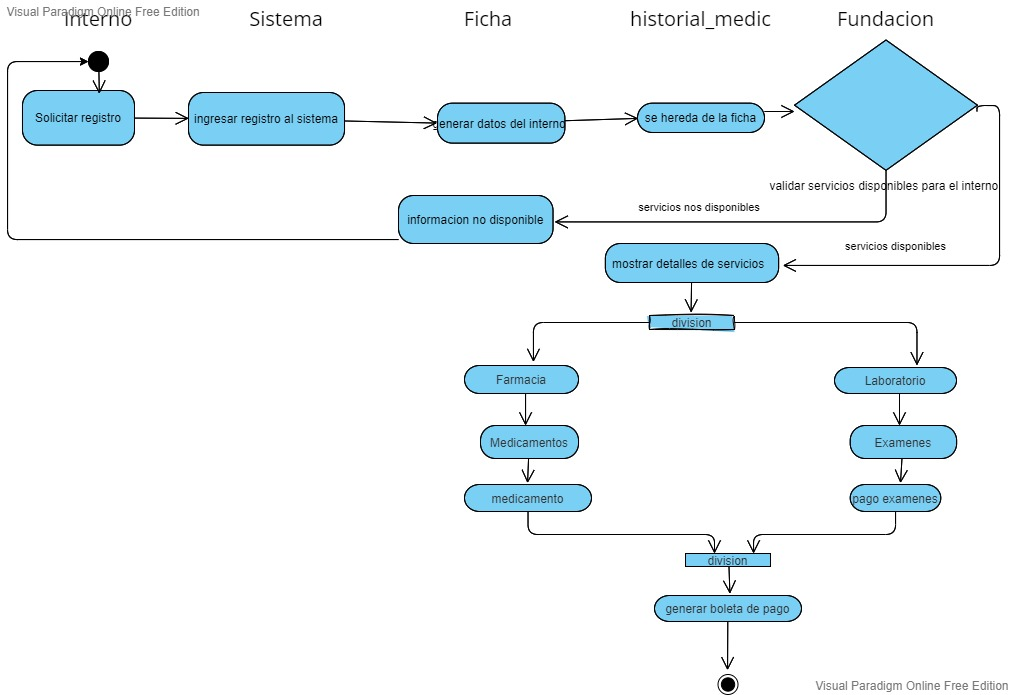 Visual Paradigm Online Free Edition
Interno
Sistema
Ficha
historial_medic
Fundacion
Solicitar registro
ingresar registro al sistema
generar datos del interno
se hereda de la ficha
validar servicios disponibles para el interno
servicios nos disponibles
informacion no disponible
servicios disponibles
mostrar detalles de servicios
division
Farmacia
Laboratorio
Medicamentos
Examenes
medicamento
pago examenes
division
generar boleta de pago
Visual Paradigm Online Free Edition